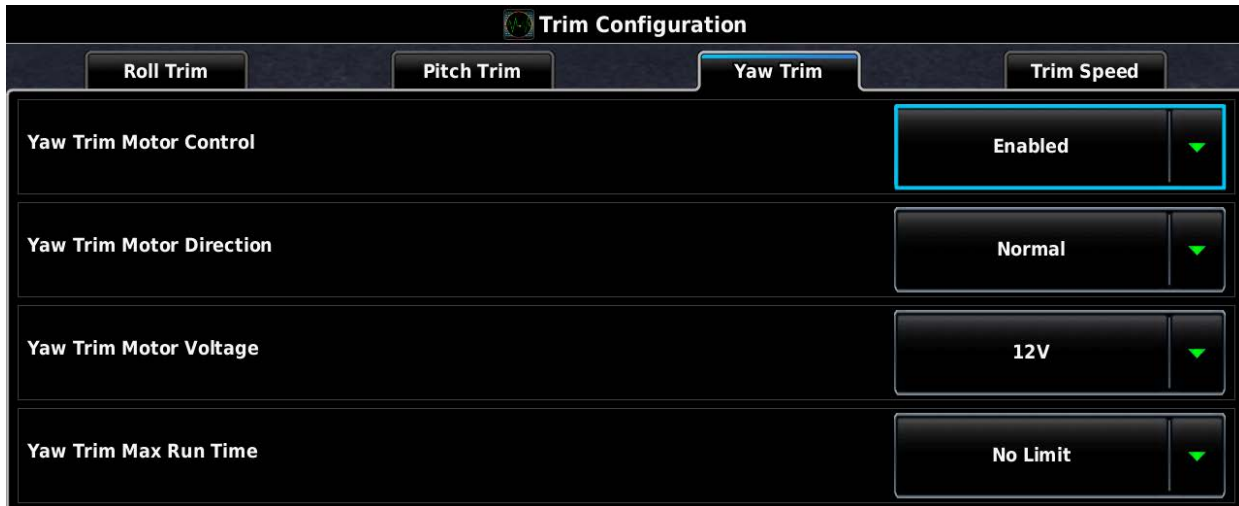 Trim Configuration
Roll Trim Pitch Trim Yaw Trim Trim Speed
Yaw Trim Motor Control Enabled
Yaw Trim Motor Direction Normal
Yaw Trim Motor Voltage 12V
Yaw Trim Max Run Time No Limit